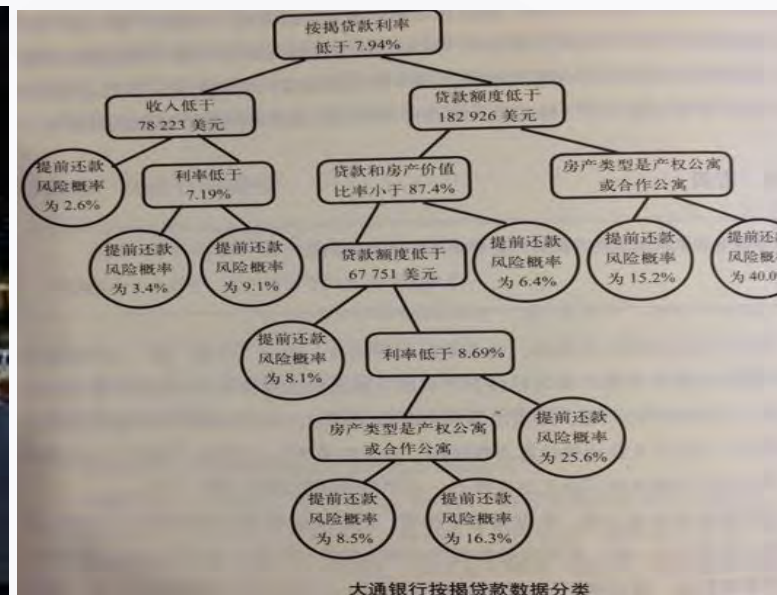 按揭贷款利率
低于 7.94%
收入低于
78 223 美元
贷款额度低于
182 926 美元
提前还款
风险概率
为 2.6%
利率低于
7.19%
贷款和房产价值
比率小于 87.4%
房产类型是产权公寓
或合作公寓
提前还款
风险概率
为 3.4%
提前还款
风险概率
为 9.1%
贷款额度低于
67 751 美元
提前还款
风险概率
为 6.4%
提前还款
风险概率
为 15.2%
提前还
风险概
为 40.0
提前还款
风险概率
为 8.1%
利率低于 8.69%
房产类型是产权公寓
或合作公寓
提前还款
风险概率
为 25.6%
提前还款
风险概率
为 8.5%
提前还款
风险概率
为 16.3%
大通银行按揭贷款数据分类